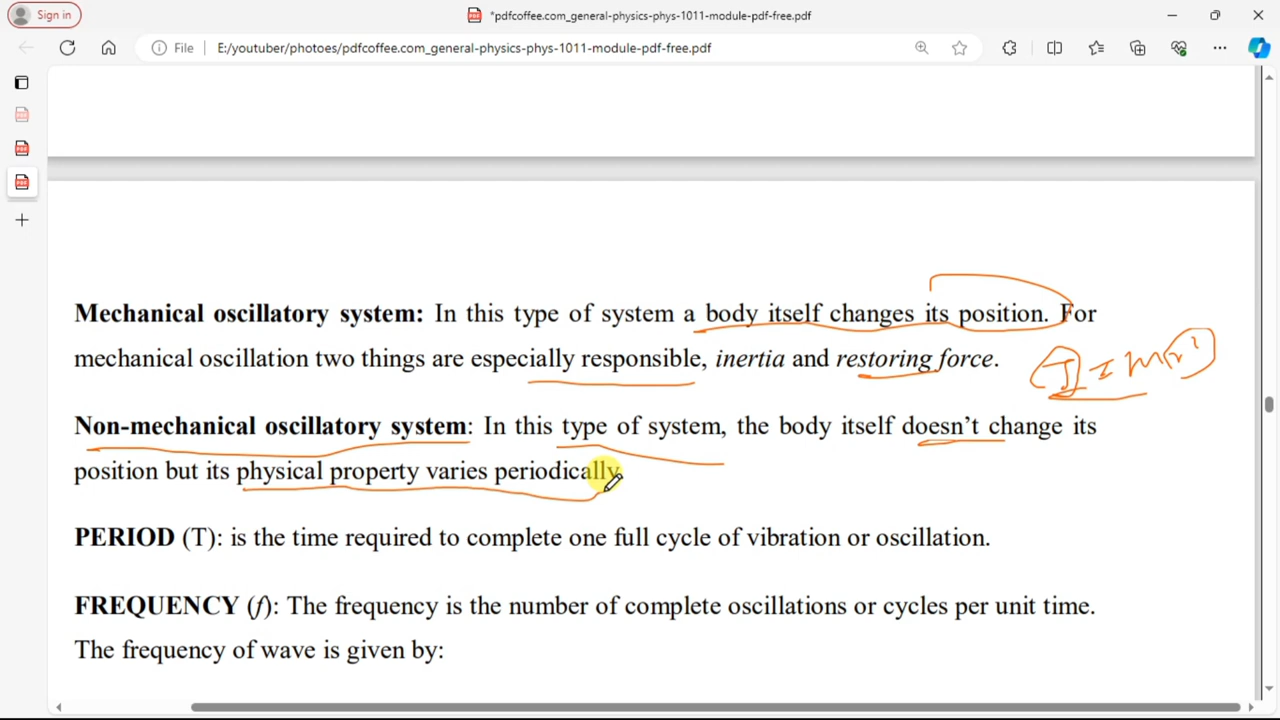 Sign in
*pdfcoffee.com_general-physics-phys-1011-module-pdf-free.pdf
File
E:/youtuber/photoes/pdfcoffee.com_general-physics-phys-1011-module-pdf-free.pdf
Mechanical oscillatory system: In this type of system a body itself changes its position. For
mechanical oscillation two things are especially responsible, inertia and restoring force.
Non-mechanical oscillatory system: In this type of system, the body itself doesn’t change its
position but its physical property varies periodically
PERIOD (T): is the time required to complete one full cycle of vibration or oscillation.
FREQUENCY (f): The frequency is the number of complete oscillations or cycles per unit time.
The frequency of wave is given by: